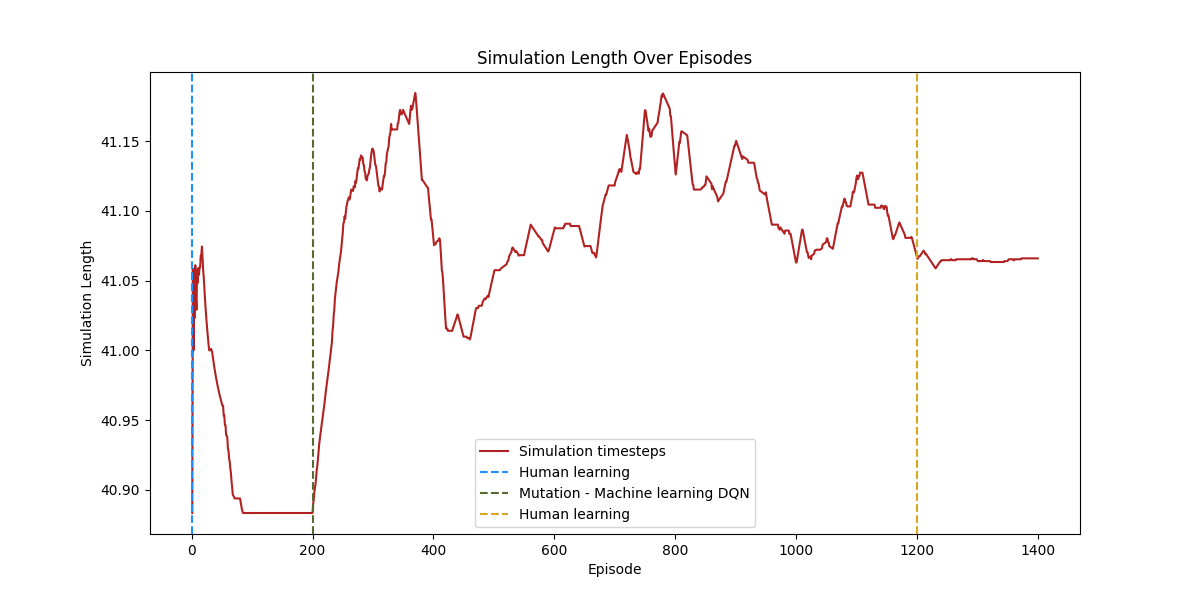 Simulation Length Over Episodes
Simulation Length
41.15
41.10
41.05
41.00
40.95
40.90
Simulation timesteps
Human learning
Mutation - Machine learning DQN
Human learning
0 200 400 600 800 1000 1200 1400
Episode